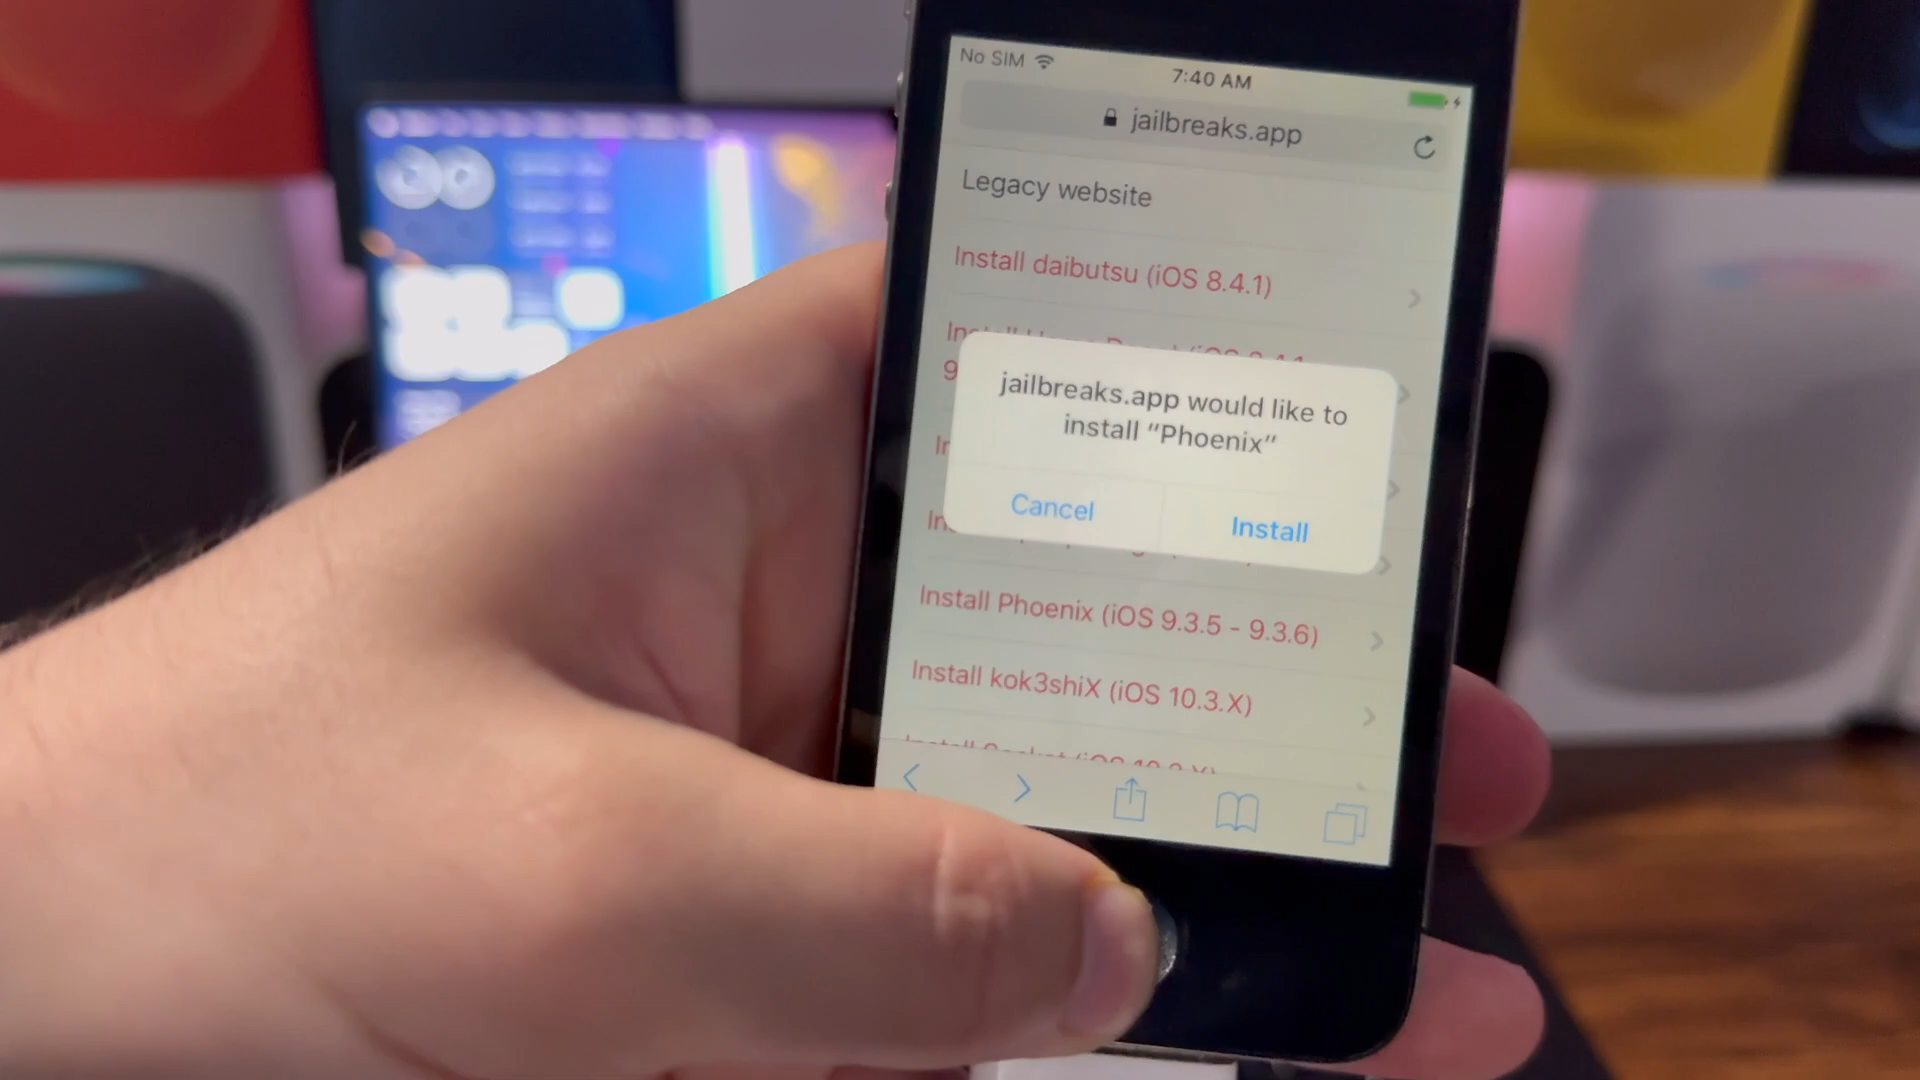 No SIM
7:40 AM
jailbreaks.app
Legacy website
Install daibutsu (iOS 8.4.1)
9
jailbreaks.app would like to
install “Phoenix”
Cancel
Install
Install Phoenix (iOS 9.3.5 - 9.3.6)
Install kok3shiX (iOS 10.3.X)